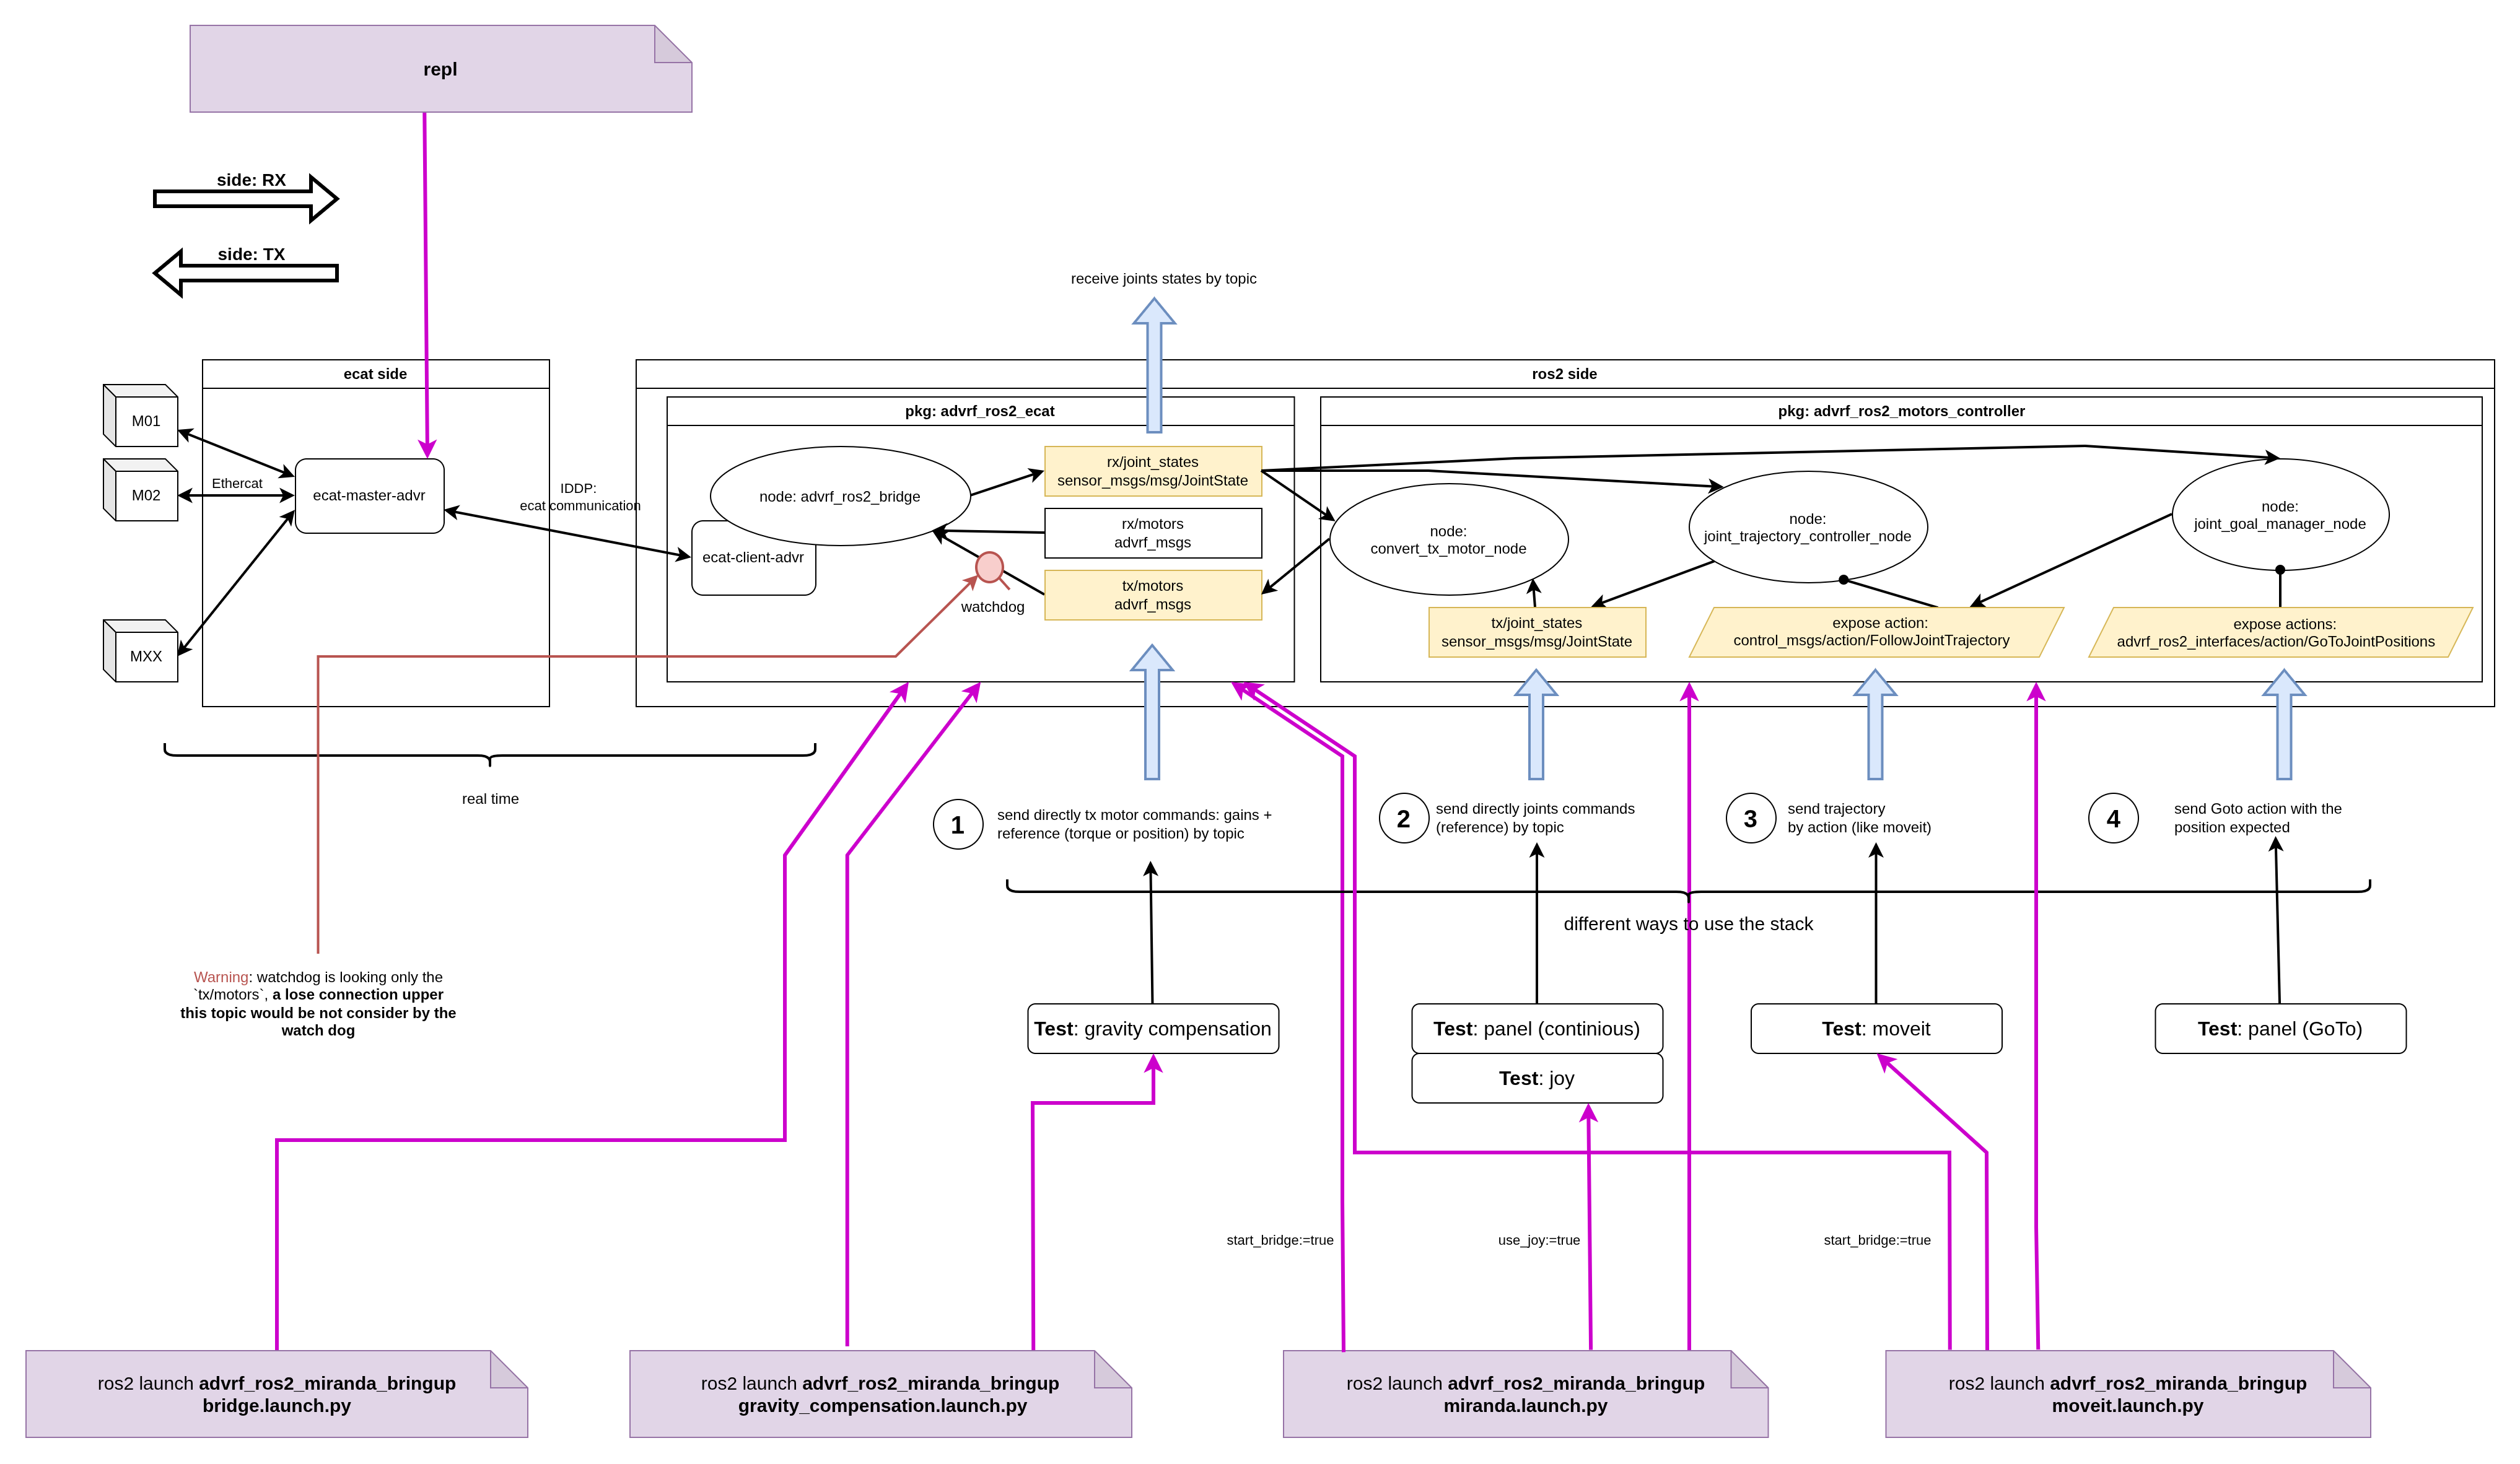 repl
side: RX
side: TX
receive joints states by topic
ecat side
ros2 side
pkg: advrf_ros2_ecat
pkg: advrf_ros2_motors_controller
M01
M02
MXX
Ethercat
ecat-master-advr
IDDP:
ecat communication
ecat-client-advr
node: advrf_ros2_bridge
rx/joint_states
sensor_msgs/msg/JointState
rx/motors
advrf_msgs
tx/motors
advrf_msgs
watchdog
node:
convert_tx_motor_node
node:
joint_trajectory_controller_node
node:
joint_goal_manager_node
tx/joint_states
sensor_msgs/msg/JointState
expose action:
control_msgs/action/FollowJointTrajectory
expose actions:
advrf_ros2_interfaces/action/GoToJointPositions
real time
1
send directly tx motor commands: gains +
reference (torque or position) by topic
2
send directly joints commands
(reference) by topic
3
send trajectory
by action (like moveit)
4
send Goto action with the
position expected
different ways to use the stack
Warning: watchdog is looking only the
`tx/motors`, a lose connection upper
this topic would be not consider by the
watch dog
Test: gravity compensation
Test: panel (continious)
Test: joy
Test: moveit
Test: panel (GoTo)
start_bridge:=true
use_joy:=true
start_bridge:=true
ros2 launch advrf_ros2_miranda_bringup
bridge.launch.py
ros2 launch advrf_ros2_miranda_bringup
gravity_compensation.launch.py
ros2 launch advrf_ros2_miranda_bringup
miranda.launch.py
ros2 launch advrf_ros2_miranda_bringup
moveit.launch.py